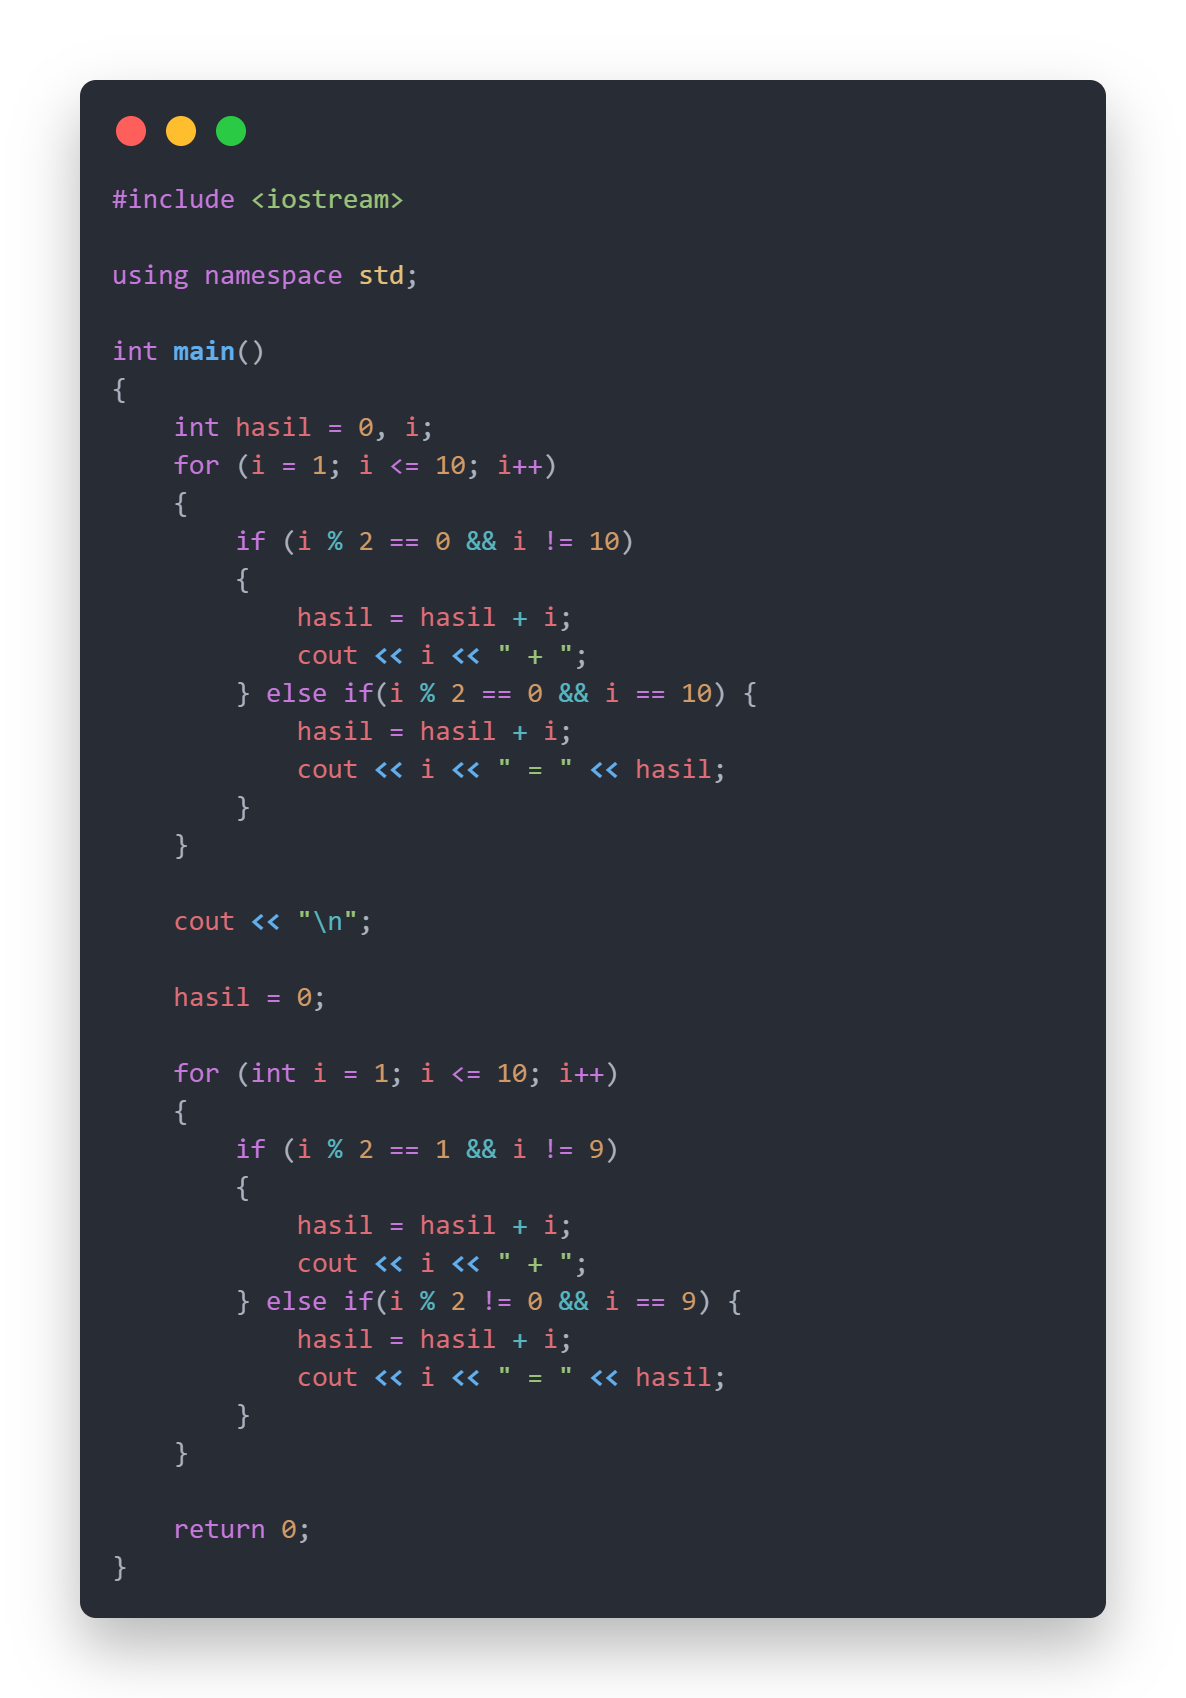 #include <iostream>

using namespace std;

int main()
{
    int hasil = 0, i;
    for (i = 1; i <= 10; i++)
    {
        if (i % 2 == 0 && i != 10)
        {
            hasil = hasil + i;
            cout << i << " + ";
        } else if(i % 2 == 0 && i == 10) {
            hasil = hasil + i;
            cout << i << " = " << hasil;
        }
    }

    cout << "\n";

    hasil = 0;

    for (int i = 1; i <= 10; i++)
    {
        if (i % 2 == 1 && i != 9)
        {
            hasil = hasil + i;
            cout << i << " + ";
        } else if(i % 2 != 0 && i == 9) {
            hasil = hasil + i;
            cout << i << " = " << hasil;
        }
    }

    return 0;
}